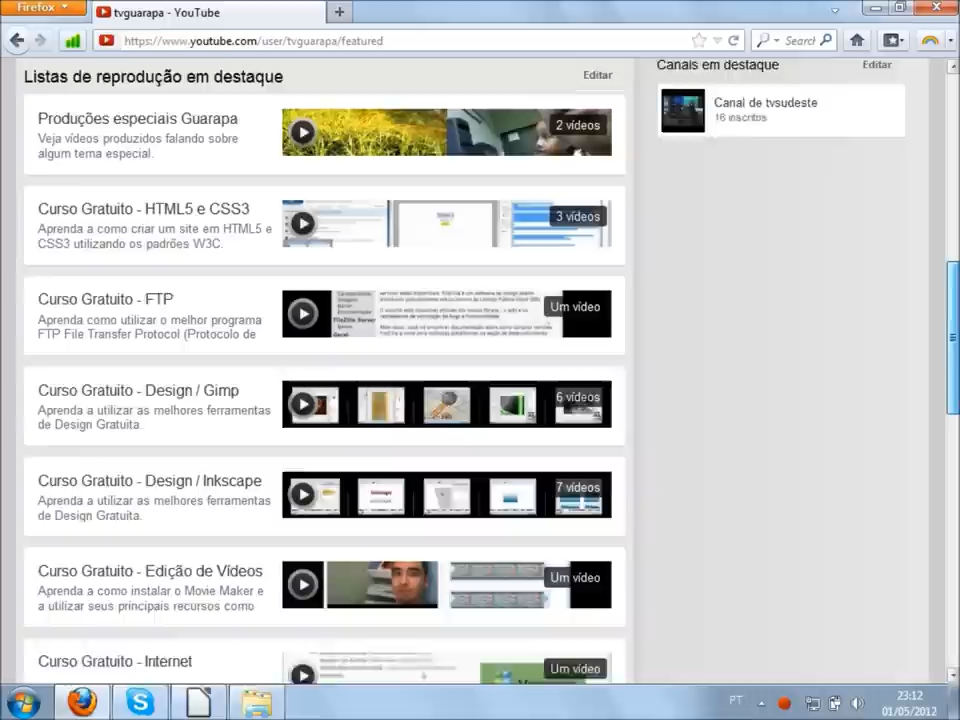 Firefox
tvguarapa - YouTube
https://www.youtube.com/user/tvguarapa/featured
Search
Listas de reprodução em destaque
Editar
Produções especiais Guarapa
Veja vídeos produzidos falando sobre
algum tema especial.
2 vídeos
Curso Gratuito - HTML5 e CSS3
Aprenda a como criar um site em HTML5 e
CSS3 utilizando os padrões W3C.
3 vídeos
Curso Gratuito - FTP
Aprenda como utilizar o melhor programa
FTP File Transfer Protocol (Protocolo de
Um vídeo
Curso Gratuito - Design / Gimp
Aprenda a utilizar as melhores ferramentas
de Design Gratuita.
6 vídeos
Curso Gratuito - Design / Inkscape
Aprenda a utilizar as melhores ferramentas
de Design Gratuita.
7 vídeos
Curso Gratuito - Edição de Vídeos
Aprenda a como instalar o Movie Maker e
a utilizar seus principais recursos como
Um vídeo
Curso Gratuito - Internet
Um vídeo
Canais em destaque
Editar
Canal de tvsudeste
16 inscritos
PT
23:12
01/05/2012